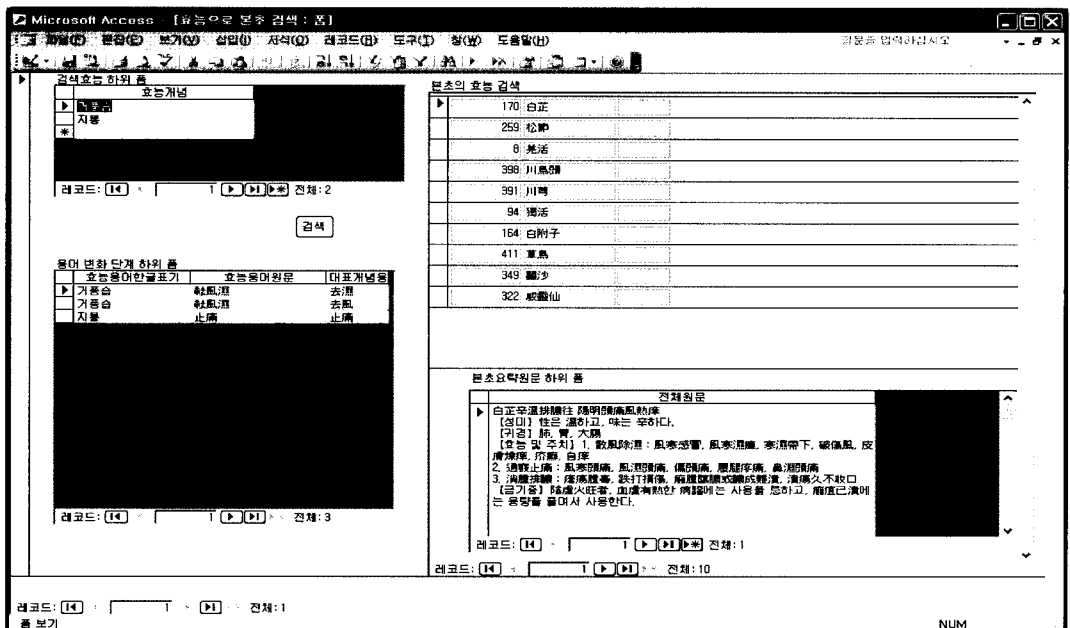 Microsoft Access - [효능으로 본초 검색 : 폼]
파일(F) 편집(E) 보기(V) 삽입(I) 서식(O) 레코드(R) 도구(T) 창(W) 도움말(H) 질문을 입력하십시오
검색효능 하위 폼
효능개념
거풍습
지통
레코드: 1 전체: 2
검색
용어 변화 단계 하위 폼
효능용어한글표기 효능용어원문 대표개념용
거풍습 祛風濕 去濕
거풍습 祛風濕 去風
지통 止痛 止痛
레코드: 1 전체: 3
본초의 효능 검색
170 白芷
259 松節
8 羌活
398 川烏頭
391 川芎
94 獨活
164 白附子
411 草烏
349 蠶沙
322 威靈仙
본초요략원문 하위 폼
전체원문
白芷辛溫排膿往 陽明頭痛風熱痒
【성미】 性은 溫하고, 味는 辛하다.
【귀경】 肺, 胃, 大腸
【효능 및 주치】 1. 散風除濕 : 風寒感冒, 風寒濕痺, 寒濕帶下, 破傷風, 皮
膚燥痒, 疥癬, 白痒
2. 通竅止痛 : 風寒頭痛, 風濕頭痛, 偏頭痛, 腰腿疼痛, 鼻淵頭痛
3. 消腫排膿 : 瘡瘍腫毒, 跌打損傷,
【금기증】 陰虛火旺者, 血虛有熱한 病證에는 사용을 忌하고, 癰疽已潰에
는 용량을 줄여서 사용한다.
레코드: 1 전체: 1
레코드: 1 전체: 10
레코드: 1 전체: 1
폼 보기 NUM